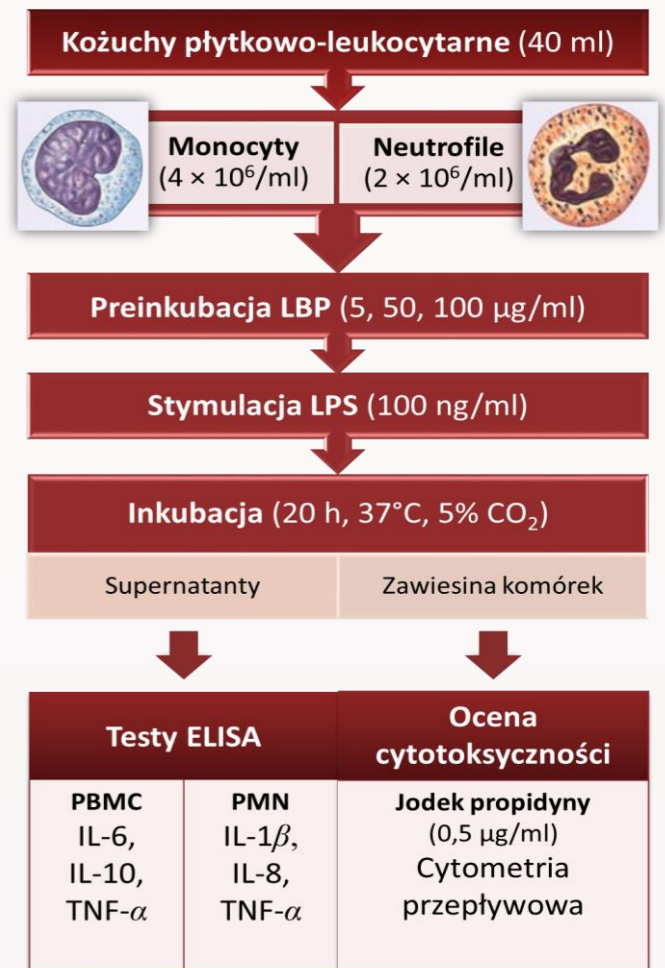 Kożuchy płytkowo-leukocytarne (40 ml)
Monocyty
(4 × 10⁶/ml)
Neutrofile
(2 × 10⁶/ml)
Preinkubacja LBP (5, 50, 100 µg/ml)
Stymulacja LPS (100 ng/ml)
Inkubacja (20 h, 37°C, 5% CO₂)
Supernatanty
Zawiesina komórek
Testy ELISA
PBMC
IL-6,
IL-10,
TNF-α
PMN
IL-1β,
IL-8,
TNF-α
Ocena
cytotoksyczności
Jodek propidyny
(0,5 µg/ml)
Cytometria
przepływowa